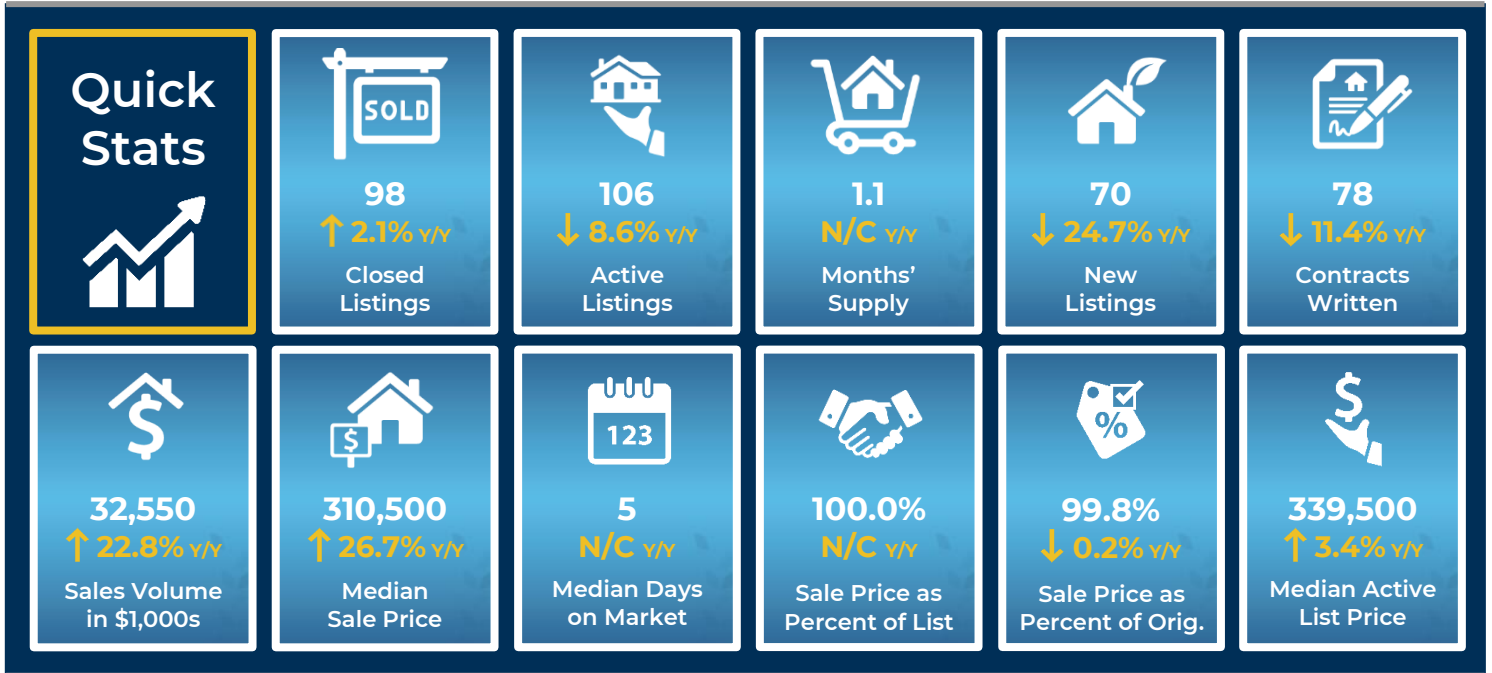 Quick
Stats
SOLD
98
↑ 2.1% Y/Y
Closed
Listings
106
↓ 8.6% Y/Y
Active
Listings
1.1
N/C Y/Y
Months’
Supply
70
↓ 24.7% Y/Y
New
Listings
78
↓ 11.4% Y/Y
Contracts
Written
$
32,550
↑ 22.8% Y/Y
Sales Volume
in $1,000s
$
310,500
↑ 26.7% Y/Y
Median
Sale Price
123
5
N/C Y/Y
Median Days
on Market
100.0%
N/C Y/Y
Sale Price as
Percent of List
%
99.8%
↓ 0.2% Y/Y
Sale Price as
Percent of Orig.
$
339,500
↑ 3.4% Y/Y
Median Active
List Price